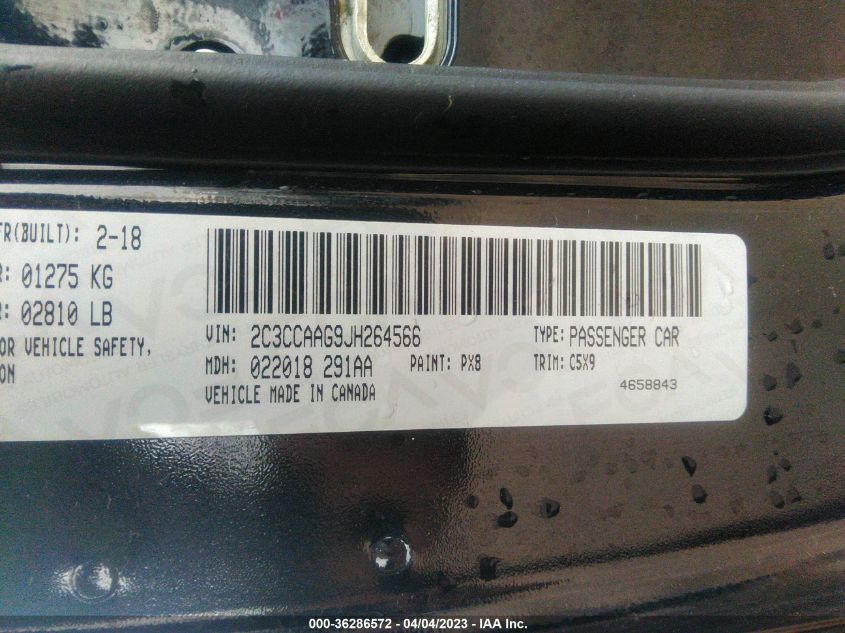 FR(BUILT): 2-18
R: 01275 KG
R: 02810 LB
OR VEHICLE SAFETY,
ON
VIN: 2C3CCAAG9JH264566 TYPE: PASSENGER CAR
MDH: 022018 291AA PAINT: PX8 TRIM: C5X9
VEHICLE MADE IN CANADA 4658843
000-36286572 - 04/04/2023 - IAA Inc.